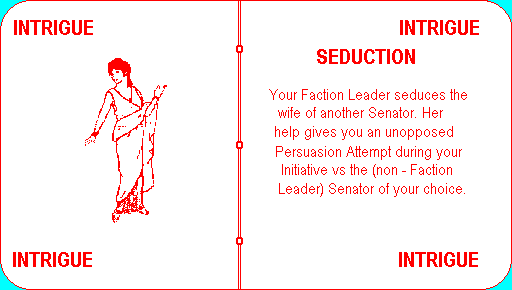 INTRIGUE
INTRIGUE
INTRIGUE
SEDUCTION
Your Faction Leader seduces the
wife of another Senator. Her
help gives you an unopposed
Persuasion Attempt during your
Initiative vs the (non - Faction
Leader) Senator of your choice.
INTRIGUE